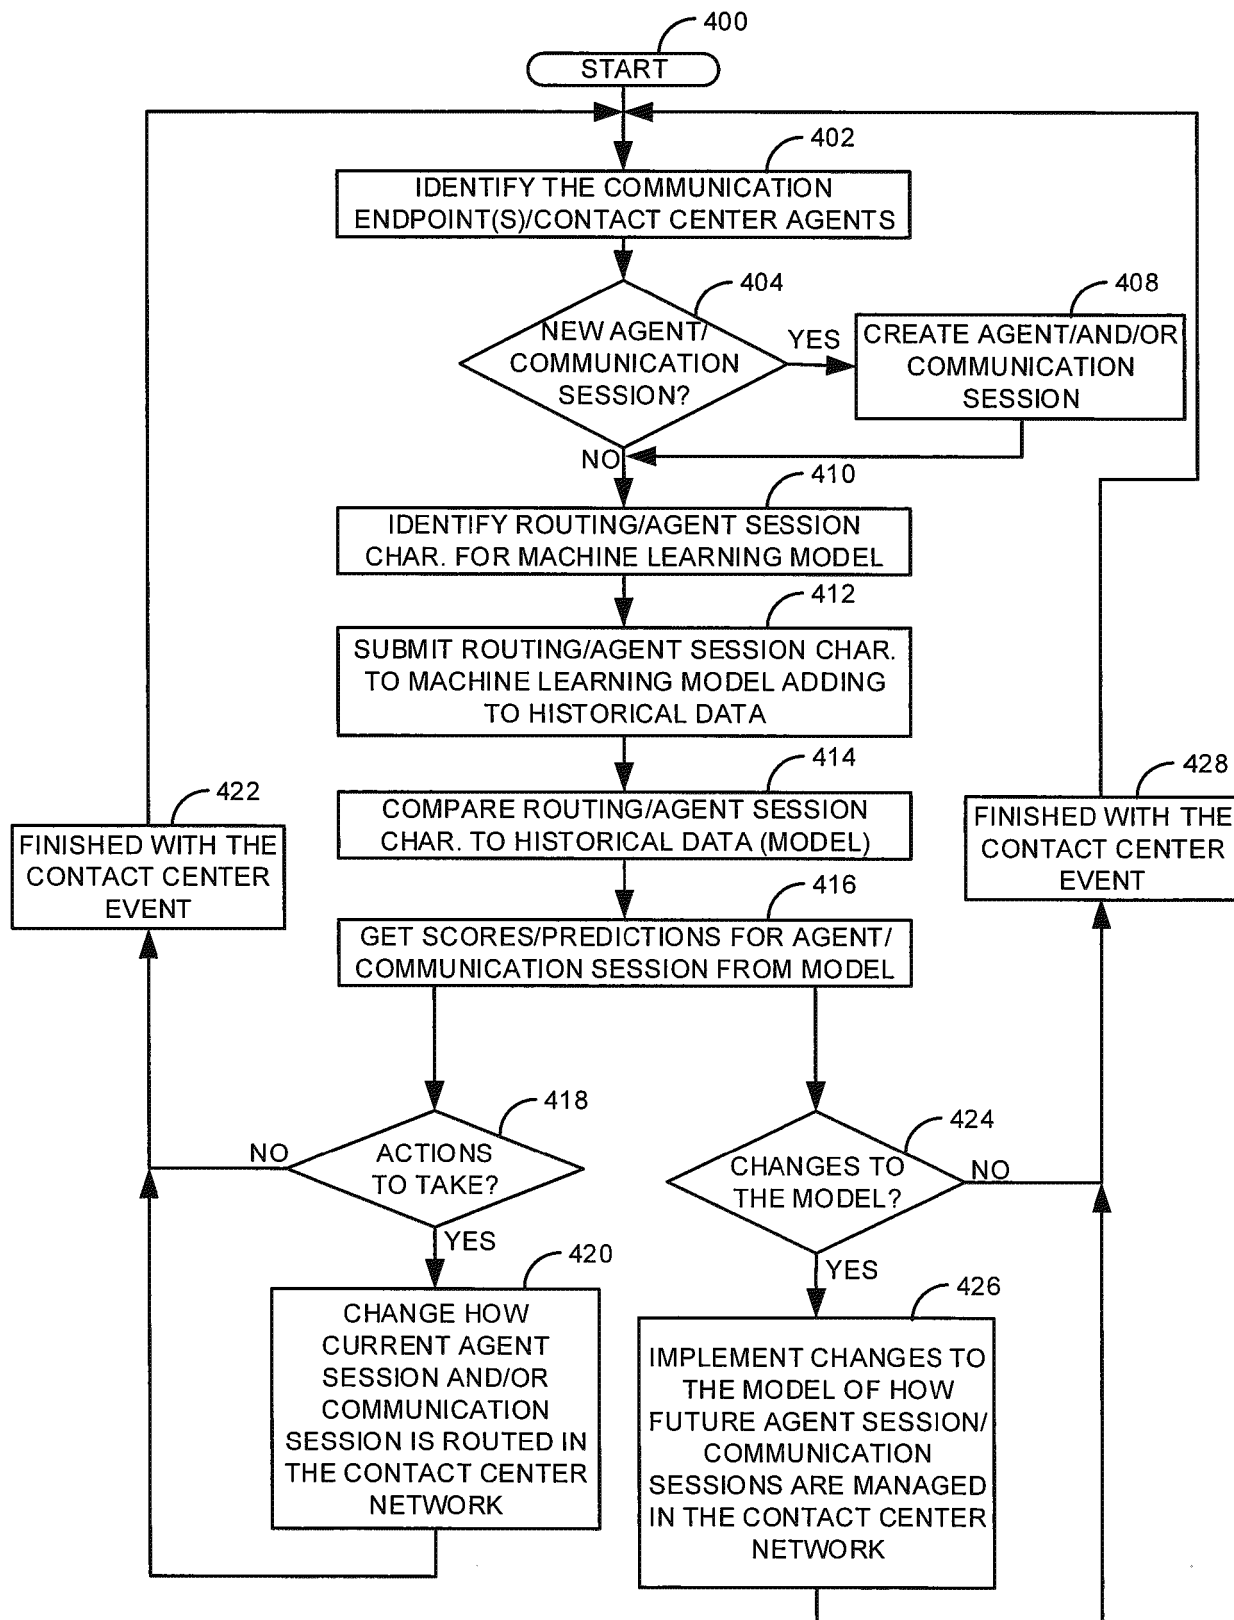 400
START
402
IDENTIFY THE COMMUNICATION
ENDPOINT(S)/CONTACT CENTER AGENTS
404
NEW AGENT/
COMMUNICATION
SESSION?
YES
408
CREATE AGENT/AND/OR
COMMUNICATION
SESSION
NO
410
IDENTIFY ROUTING/AGENT SESSION
CHAR. FOR MACHINE LEARNING MODEL
412
SUBMIT ROUTING/AGENT SESSION CHAR.
TO MACHINE LEARNING MODEL ADDING
TO HISTORICAL DATA
414
COMPARE ROUTING/AGENT SESSION
CHAR. TO HISTORICAL DATA (MODEL)
422
FINISHED WITH THE
CONTACT CENTER
EVENT
428
FINISHED WITH THE
CONTACT CENTER
EVENT
416
GET SCORES/PREDICTIONS FOR AGENT/
COMMUNICATION SESSION FROM MODEL
418
ACTIONS
TO TAKE?
NO
YES
420
CHANGE HOW
CURRENT AGENT
SESSION AND/OR
COMMUNICATION
SESSION IS ROUTED IN
THE CONTACT CENTER
NETWORK
424
CHANGES TO
THE MODEL?
NO
YES
426
IMPLEMENT CHANGES TO
THE MODEL OF HOW
FUTURE AGENT SESSION/
COMMUNICATION
SESSIONS ARE MANAGED
IN THE CONTACT CENTER
NETWORK